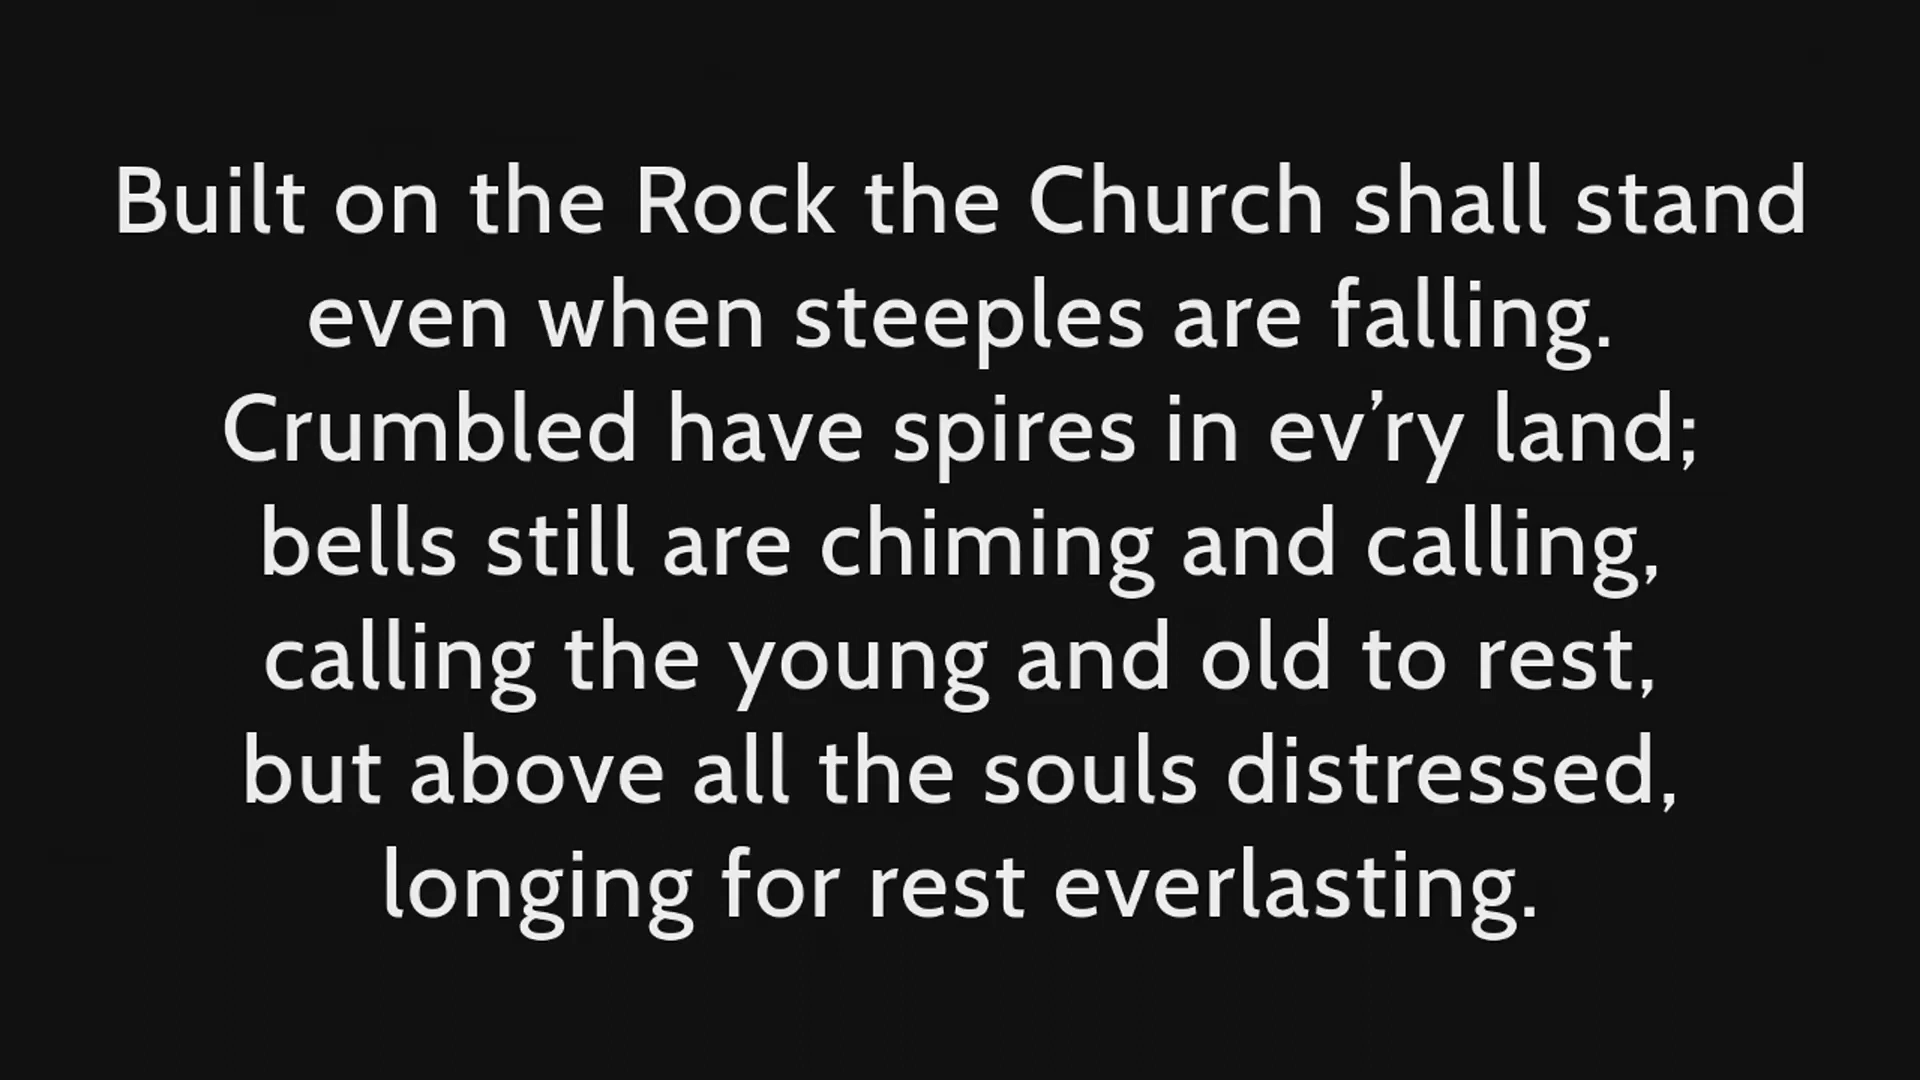 Built on the Rock the Church shall stand
even when steeples are falling.
Crumbled have spires in ev’ry land;
bells still are chiming and calling,
calling the young and old to rest,
but above all the souls distressed,
longing for rest everlasting.